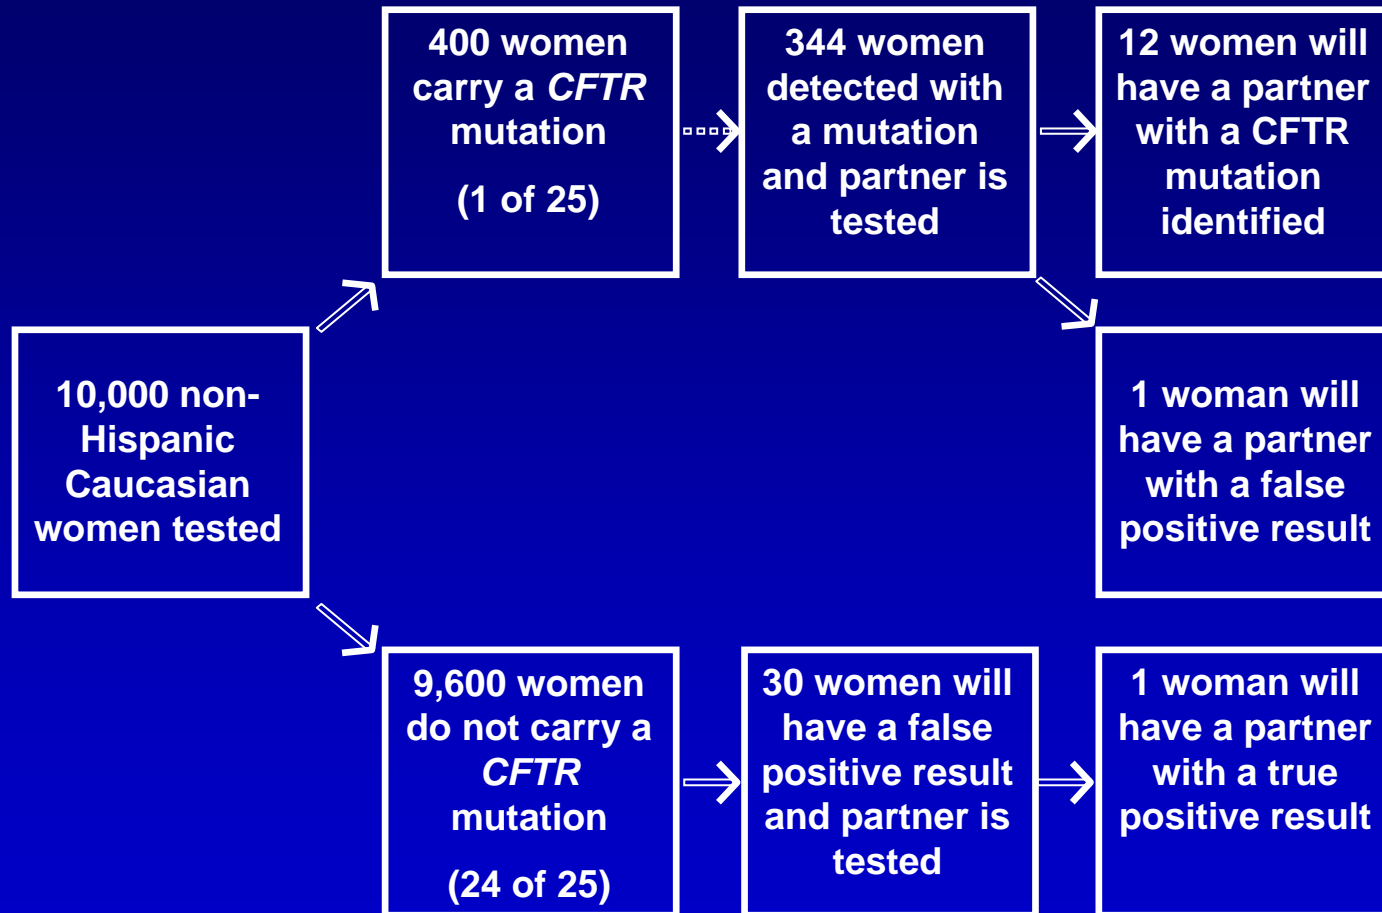 400 women
carry a CFTR
mutation
(1 of 25)
344 women
detected with
a mutation
and partner is
tested
12 women will
have a partner
with a CFTR
mutation
identified
10,000 non-
Hispanic
Caucasian
women tested
1 woman will
have a partner
with a false
positive result
9,600 women
do not carry a
CFTR
mutation
(24 of 25)
30 women will
have a false
positive result
and partner is
tested
1 woman will
have a partner
with a true
positive result